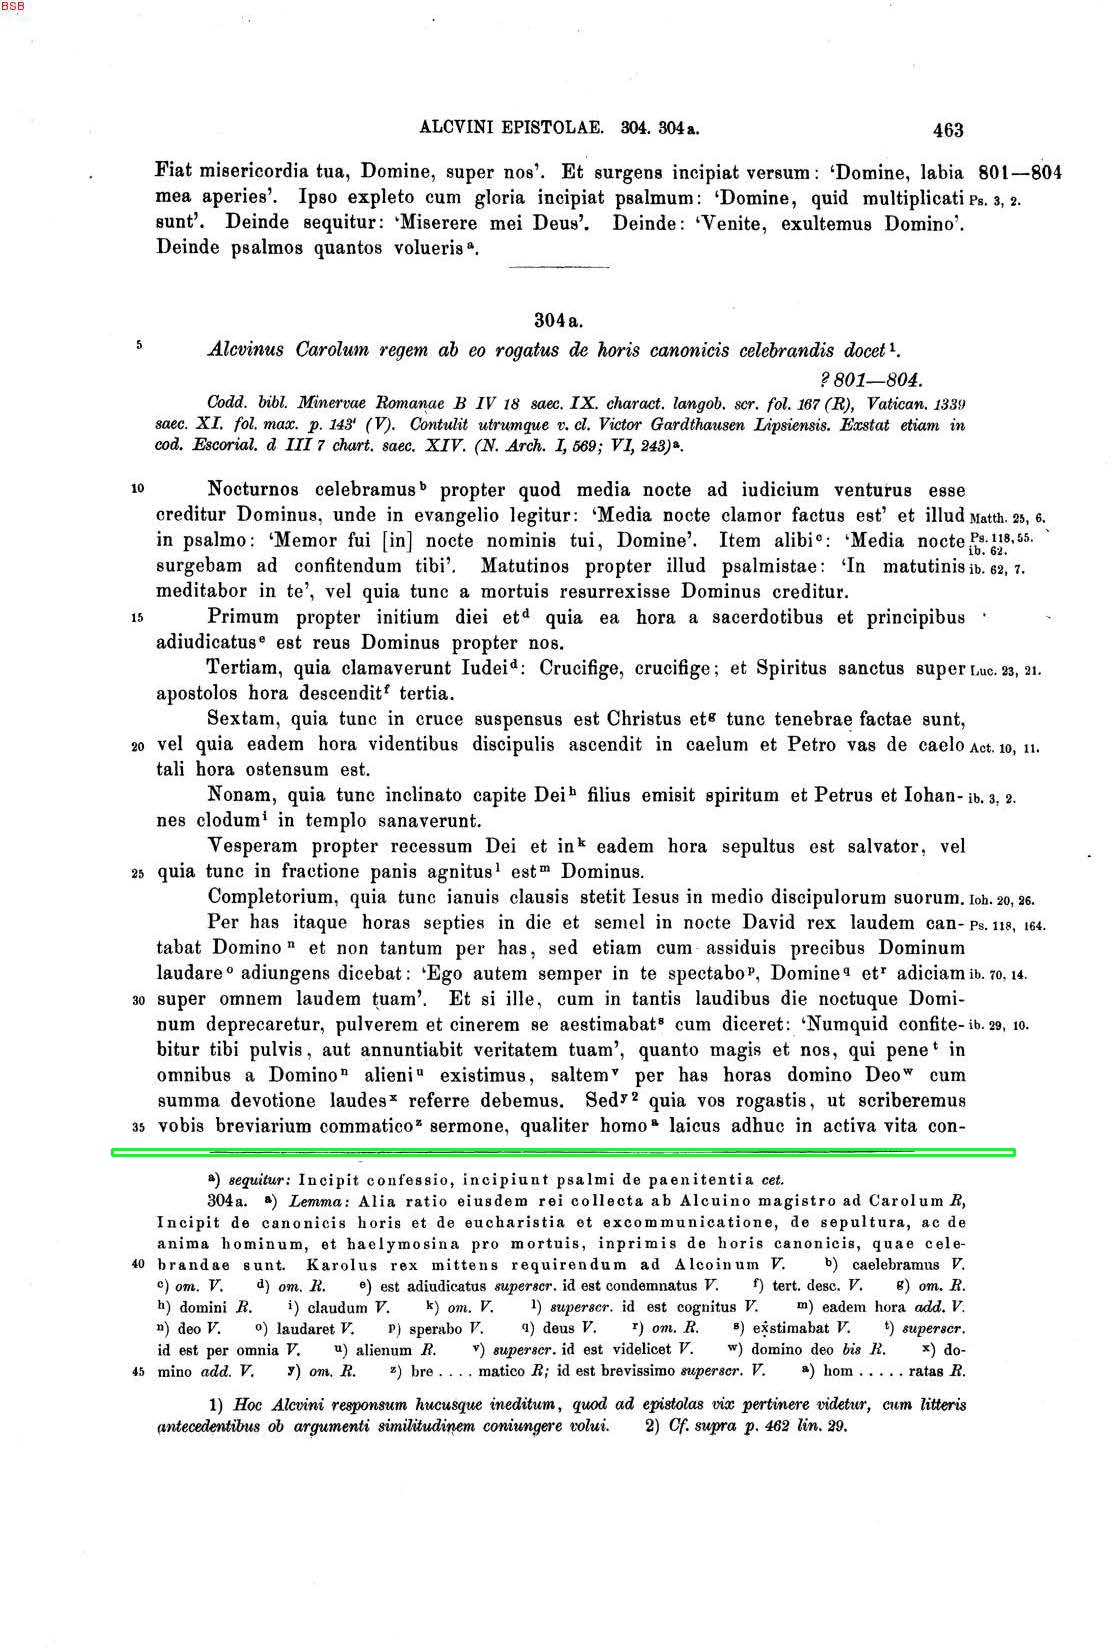 BSB
ALCVINI EPISTOLAE. 304. 304a. 463
Fiat misericordia tua, Domine, super nos’. Et surgens incipiat versum: ‘Domine, labia 801—804
mea aperies’. Ipso expleto cum gloria incipiat psalmum: ‘Domine, quid multiplicati Ps. 3, 2.
sunt’. Deinde sequitur: ‘Miserere mei Deus’. Deinde: ‘Venite, exultemus Domino’.
Deinde psalmos quantos volueris a.
304a.
5 Alcvinus Carolum regem ab eo rogatus de horis canonicis celebrandis docet 1.
? 801—804.
Codd. bibl. Minervae Romanae B IV 18 saec. IX. charact. langob. scr. fol. 167 (R), Vatican. 1339
saec. XI. fol. max. p. 143' (V). Contulit utrumque v. cl. Victor Gardthausen Lipsiensis. Exstat etiam in
cod. Escorial. d III 7 chart. saec. XIV. (N. Arch. I, 569; VI, 243) a.
10 Nocturnos celebramus b propter quod media nocte ad iudicium venturus esse
creditur Dominus, unde in evangelio legitur: ‘Media nocte clamor factus est’ et illud Matth. 25, 6.
in psalmo: ‘Memor fui [in] nocte nominis tui, Domine’. Item alibi c: ‘Media nocte Ps. 118, 55. ib. 62.
surgebam ad confitendum tibi’. Matutinos propter illud psalmistae: ‘In matutinis ib. 62, 7.
meditabor in te’, vel quia tunc a mortuis resurrexisse Dominus creditur.
15 Primum propter initium diei et d quia ea hora a sacerdotibus et principibus
adiudicatus e est reus Dominus propter nos.
Tertiam, quia clamaverunt Iudei d: Crucifige, crucifige; et Spiritus sanctus super Luc. 23, 21.
apostolos hora descendit f tertia.
Sextam, quia tunc in cruce suspensus est Christus et g tunc tenebrae factae sunt,
20 vel quia eadem hora videntibus discipulis ascendit in caelum et Petro vas de caelo Act. 10, 11.
tali hora ostensum est.
Nonam, quia tunc inclinato capite Dei h filius emisit spiritum et Petrus et Iohan- ib. 3, 2.
nes clodum i in templo sanaverunt.
Vesperam propter recessum Dei et in k eadem hora sepultus est salvator, vel
25 quia tunc in fractione panis agnitus l est m Dominus.
Completorium, quia tunc ianuis clausis stetit Iesus in medio discipulorum suorum. Ioh. 20, 26.
Per has itaque horas septies in die et semel in nocte David rex laudem can- Ps. 118, 164.
tabat Domino n et non tantum per has, sed etiam cum assiduis precibus Dominum
laudare o adiungens dicebat: ‘Ego autem semper in te spectabo p, Domine q et r adiciam ib. 70, 14.
30 super omnem laudem tuam’. Et si ille, cum in tantis laudibus die noctuque Domi-
num deprecaretur, pulverem et cinerem se aestimabat s cum diceret: ‘Numquid confite- ib. 29, 10.
bitur tibi pulvis, aut annuntiabit veritatem tuam’, quanto magis et nos, qui pene t in
omnibus a Domino n alieni u existimus, saltem v per has horas domino Deo w cum
summa devotione laudes x referre debemus. Sed y 2 quia vos rogastis, ut scriberemus
35 vobis breviarium commatico z sermone, qualiter homo a laicus adhuc in activa vita con-
a) sequitur: Incipit confessio, incipiunt psalmi de paenitentia cet.
304a. a) Lemma: Alia ratio eiusdem rei collecta ab Alcuino magistro ad Carolum R,
Incipit de canonicis horis et de eucharistia et excommunicatione, de sepultura, ac de
anima hominum, et haelymosina pro mortuis, inprimis de horis canonicis, quae cele-
40 brandae sunt. Karolus rex mittens requirendum ad Alcoinum V. b) caelebramus V.
c) om. V. d) om. R. e) est adiudicatus superscr. id est condemnatus V. f) tert. desc. V. g) om. R.
h) domini R. i) claudum V. k) om. V. l) superscr. id est cognitus V. m) eadem hora add. V.
n) deo V. o) laudaret V. p) sperabo V. q) deus V. r) om. R. s) existimabat V. t) superscr.
id est per omnia V. u) alienum R. v) superscr. id est videlicet V. w) domino deo bis R. x) do-
45 mino add. V. y) om. R. z) bre . . . . matico R; id est brevissimo superscr. V. a) hom . . . . . ratas R.
1) Hoc Alcvini responsum hucusque ineditum, quod ad epistolas vix pertinere videtur, cum litteris
antecedentibus ob argumenti similitudinem coniungere volui. 2) Cf. supra p. 462 lin. 29.